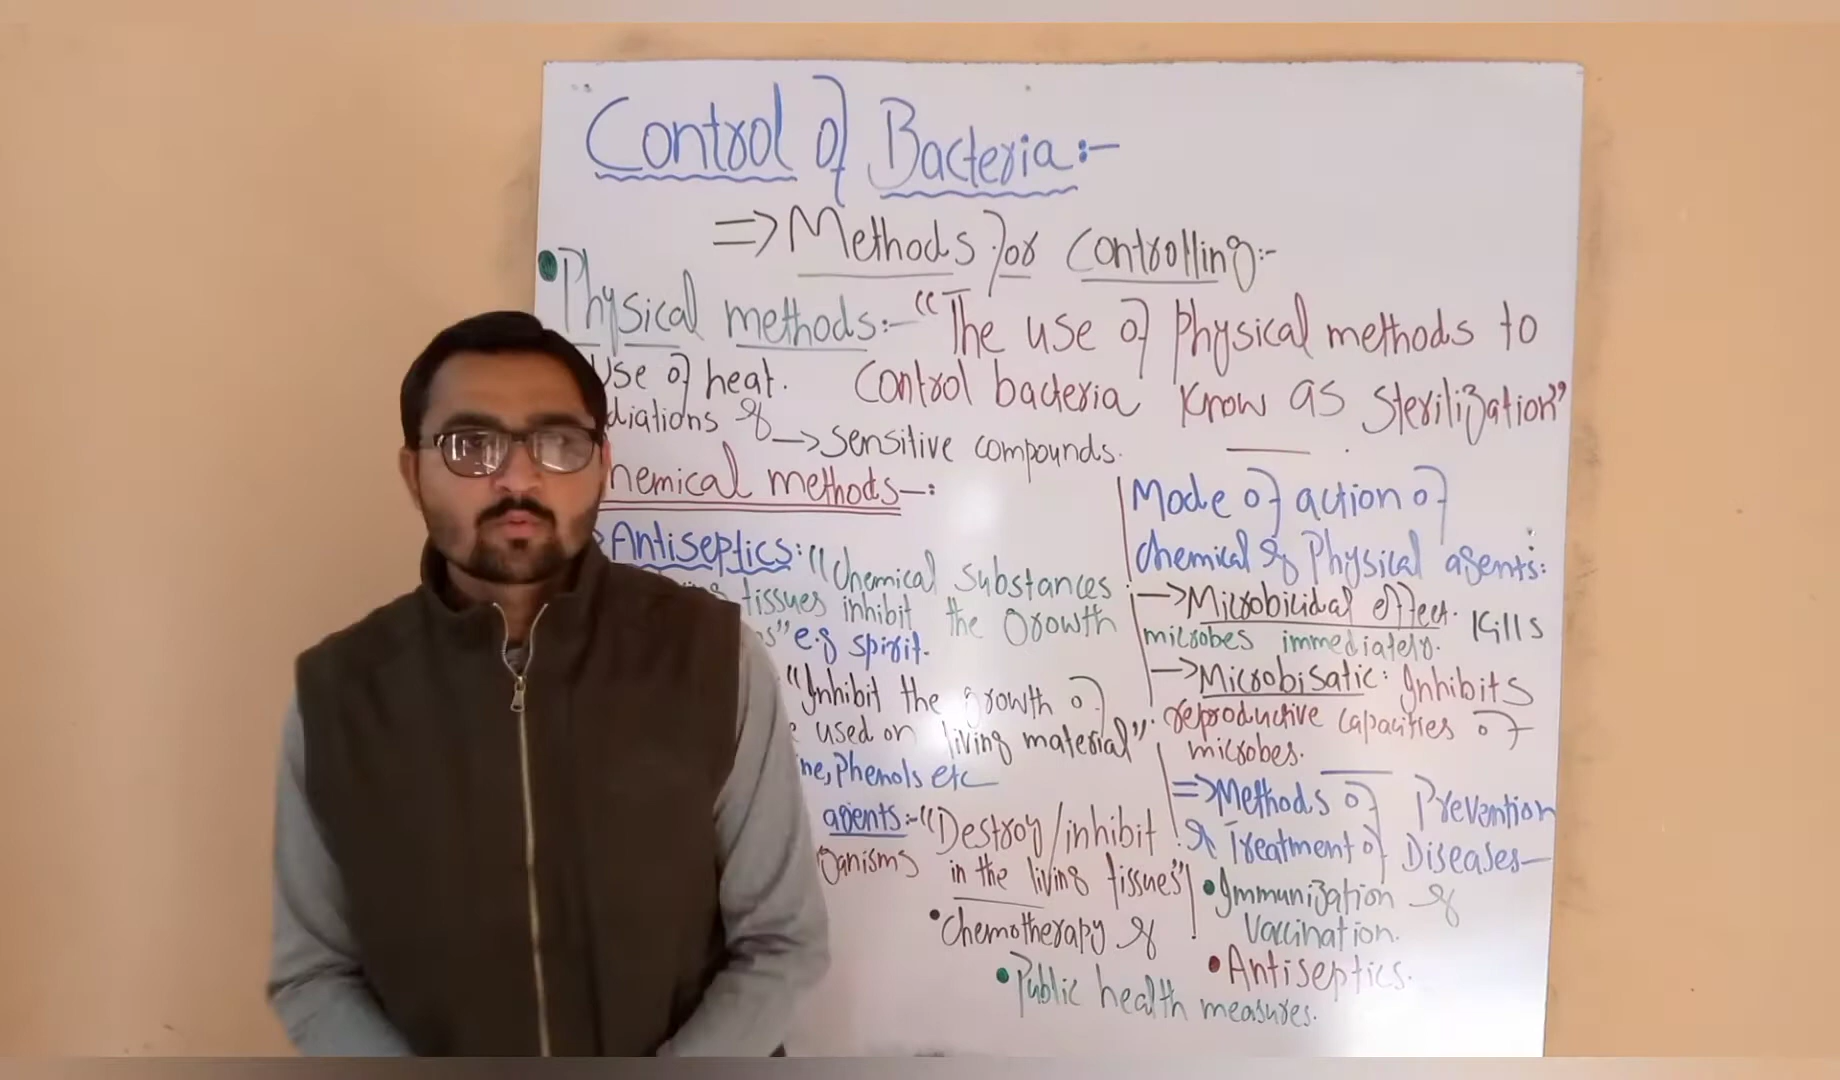 Control of Bacteria:-
=> Methods for Controlling:-
• Physical methods:- "The use of Physical methods to
Use of heat. Control bacteria Know as Sterilization"
diations &
-> Sensitive compounds.
hemical methods-:
Antiseptics: "Chemical Substances
tissues inhibit the Growth
s" e.g spirit.
"Inhibit the growth of
used on living material"
ne, Phenols etc
agents:- "Destroy/inhibit
ganisms in the living tissues"
• Chemotherapy &
• Public health measures.
Mode of action of
Chemical & Physical agents:
-> Microbicidal effect. Kills
microbes immediately.
-> Microbisatic: Inhibits
reproductive capacities of
microbes.
=> Methods of Prevention
& Treatment of Diseases-
• Immunization &
Vaccination.
• Antiseptics.